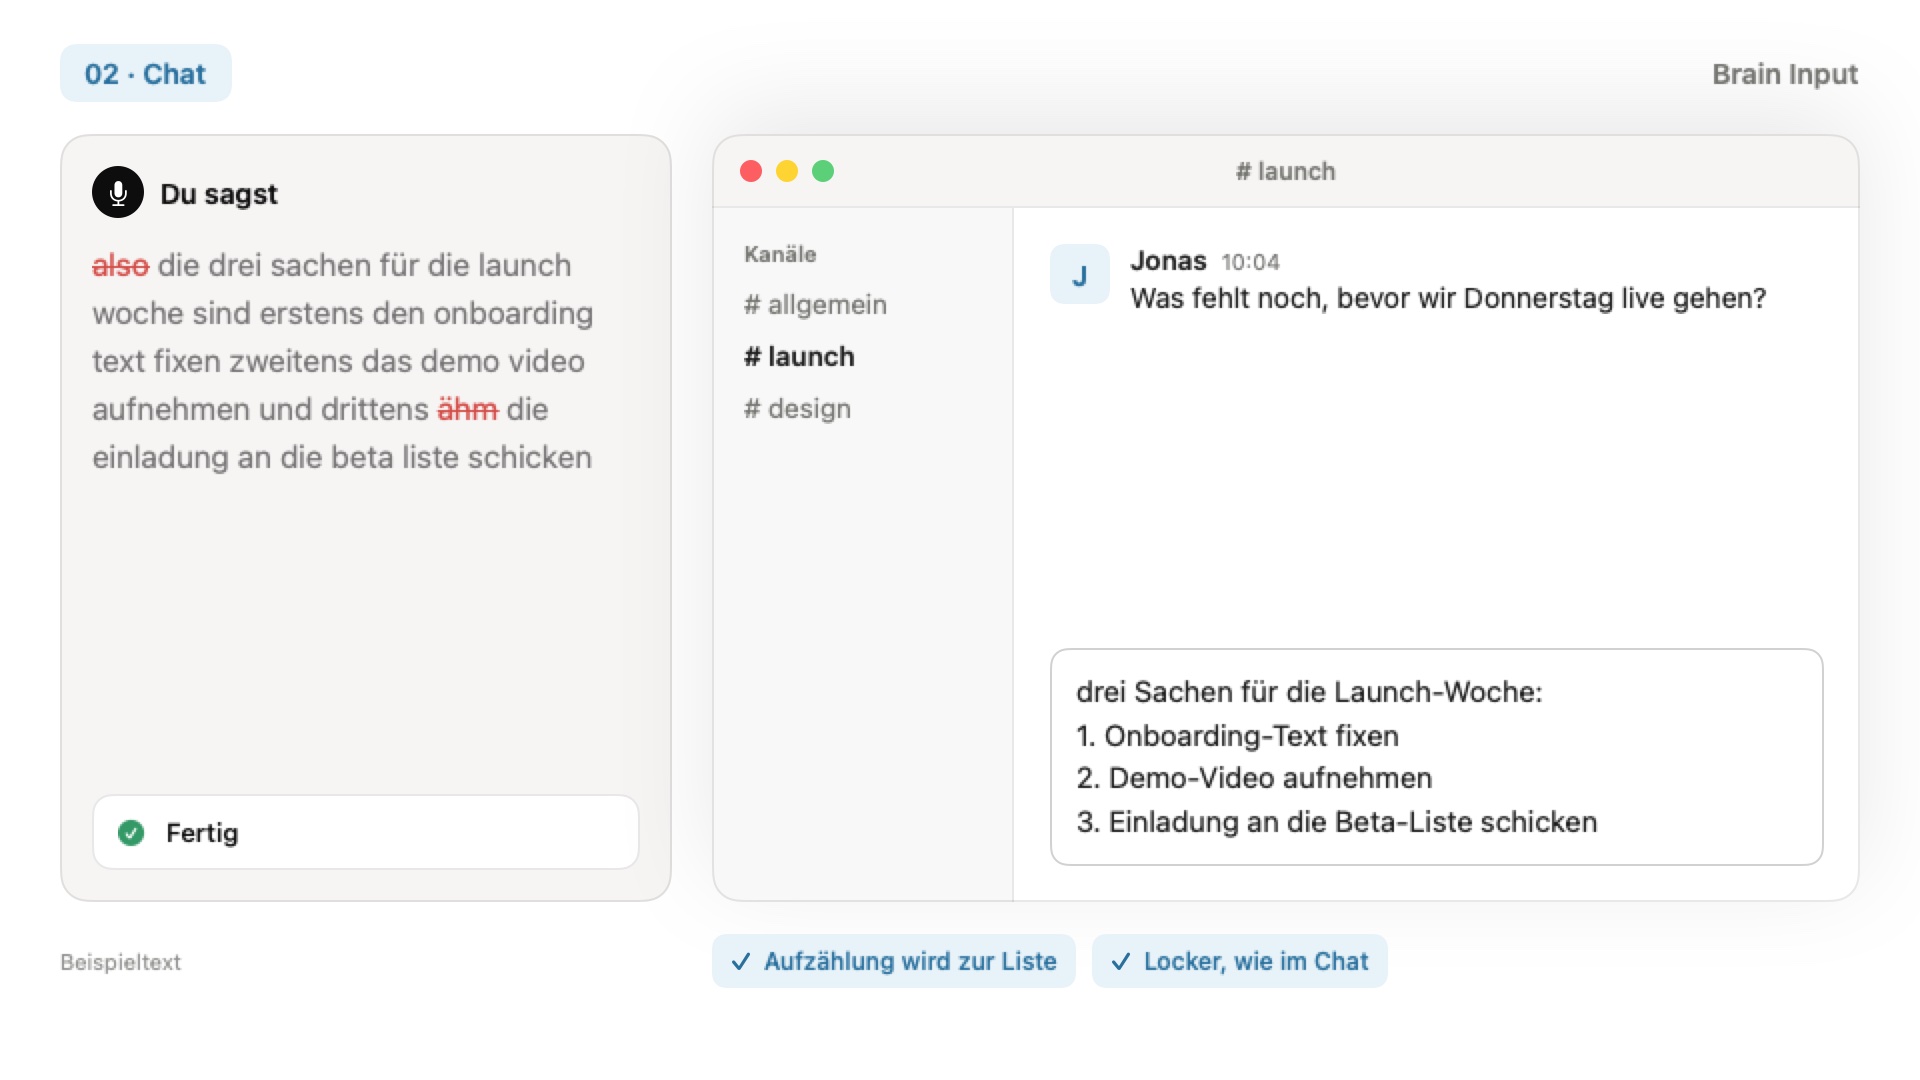 02 · Chat
Brain Input
Du sagst
also die drei sachen für die launch
woche sind erstens den onboarding
text fixen zweitens das demo video
aufnehmen und drittens ähm die
einladung an die beta liste schicken
Fertig
# launch
Kanäle
# allgemein
# launch
# design
J
Jonas 10:04
Was fehlt noch, bevor wir Donnerstag live gehen?
drei Sachen für die Launch-Woche:
1. Onboarding-Text fixen
2. Demo-Video aufnehmen
3. Einladung an die Beta-Liste schicken
Beispieltext
✓ Aufzählung wird zur Liste
✓ Locker, wie im Chat